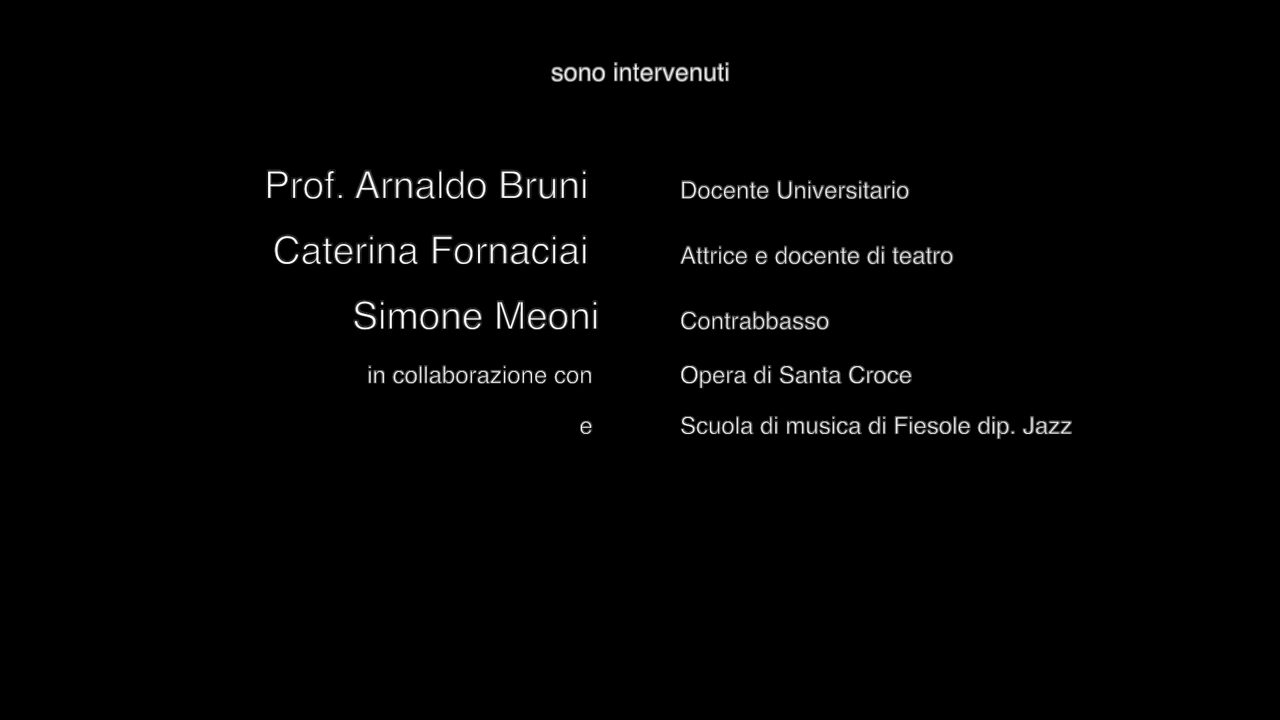 sono intervenuti
Prof. Arnaldo Bruni Docente Universitario
Caterina Fornaciai Attrice e docente di teatro
Simone Meoni Contrabbasso
in collaborazione con Opera di Santa Croce
e Scuola di musica di Fiesole dip. Jazz